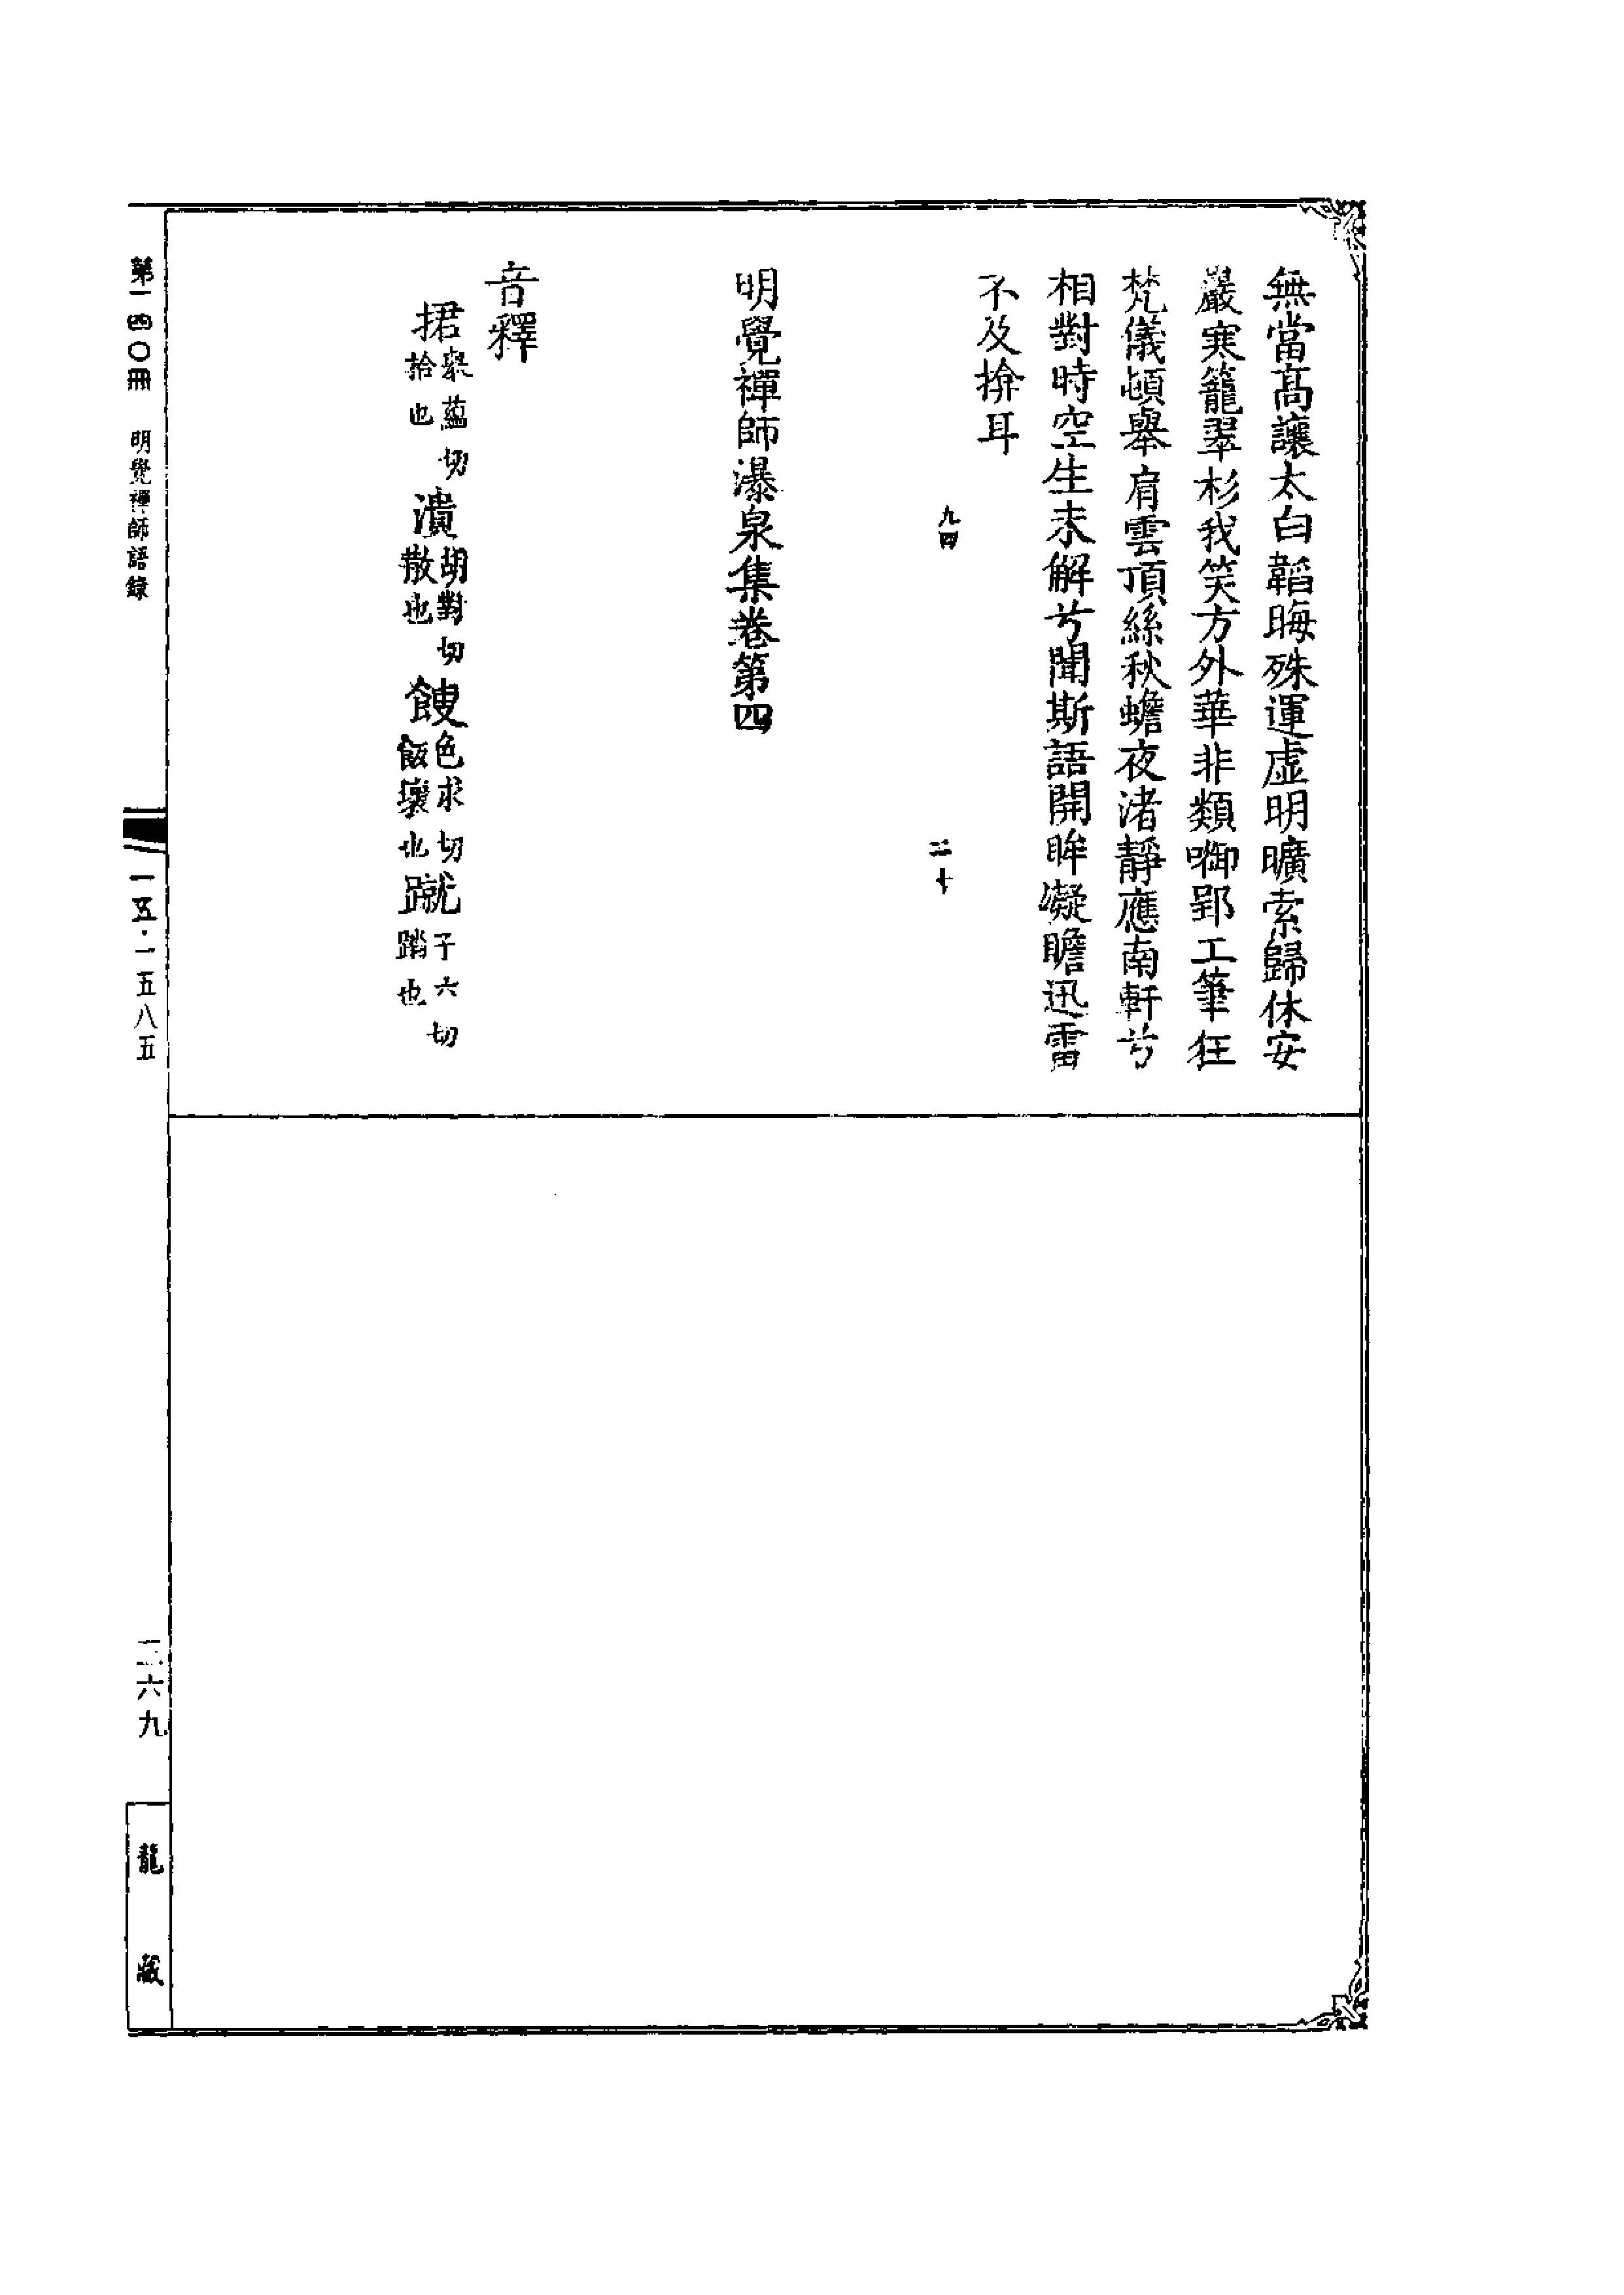 無當高讓太白韜晦殊運虛明曠索歸休安
巖寒籠翠杉我笑方外華非類啣郢工筆狂
梵儀頓舉肩雲頂絲秋蟾夜渚靜應南軒兮
相對時空生未解兮聞斯語開眸凝瞻迅雷
不及揜耳
九四
二十
明覺禪師瀑泉集卷第四
音釋
捃
舉藴切
拾也
潰
胡對切
散也
餿
色求切
飯壞也
蹴
子六切
蹋也
第一四〇冊 明覺禪師語錄
一五·一五八五
六九
龍藏